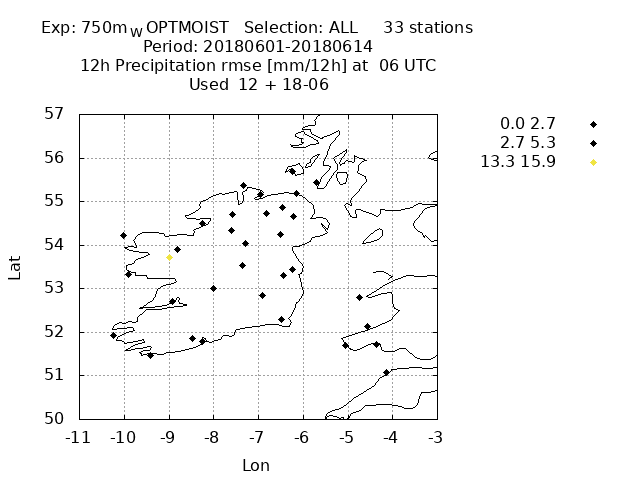 Exp: 750m_W OPTMOIST   Selection: ALL     33 stations
Period: 20180601-20180614
12h Precipitation rmse [mm/12h] at  06 UTC
Used  12 + 18-06
0.0 2.7
2.7 5.3
13.3 15.9
57
56
55
54
53
52
51
50
Lat
-11 -10 -9 -8 -7 -6 -5 -4 -3
Lon